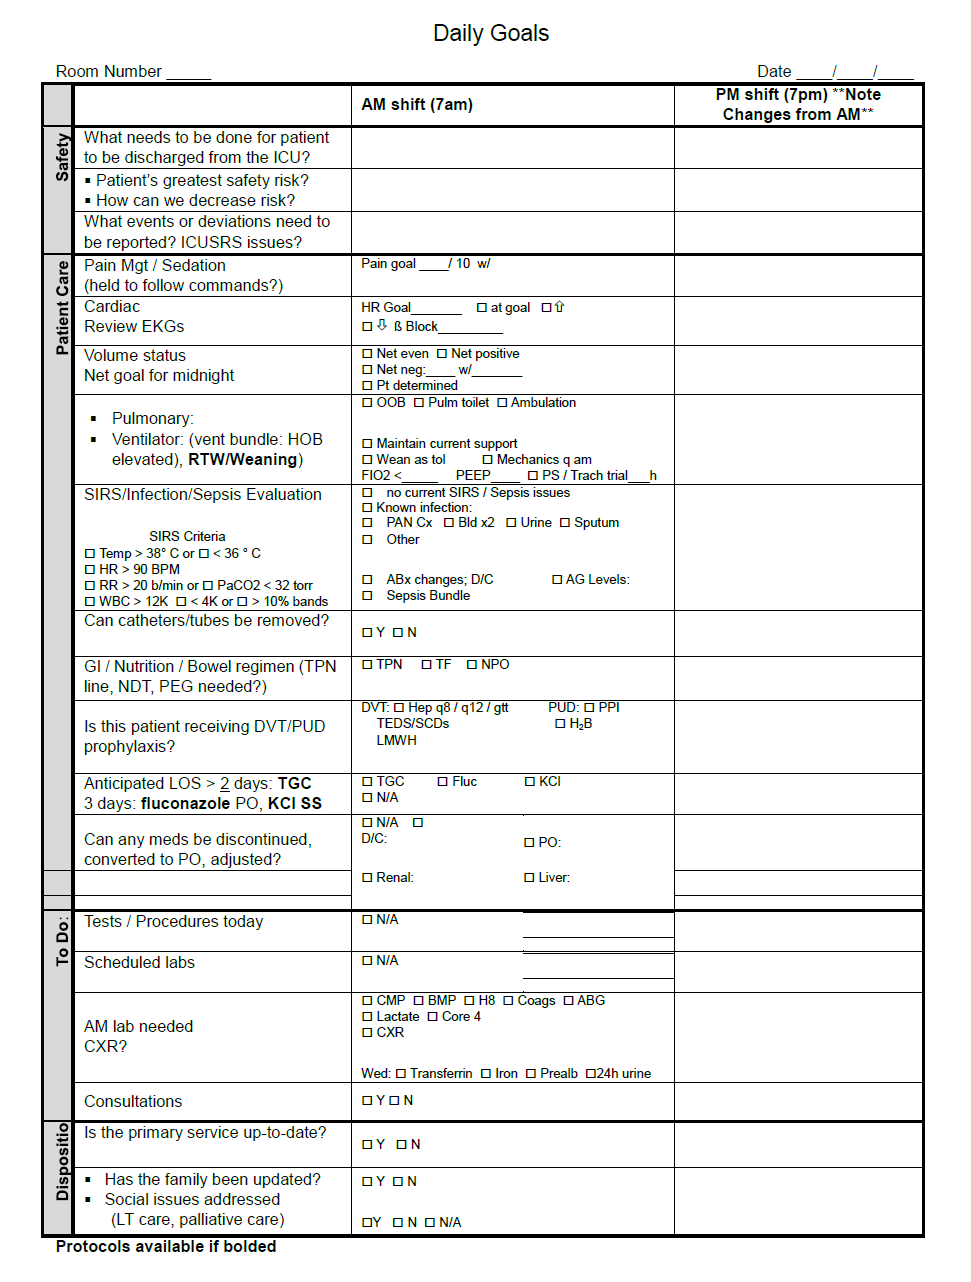 Daily Goals
Room Number _____
Date ____/____/____
AM shift (7am)
PM shift (7pm) **Note
Changes from AM**
Safety
What needs to be done for patient
to be discharged from the ICU?
▪ Patient's greatest safety risk?
▪ How can we decrease risk?
What events or deviations need to
be reported? ICUSRS issues?
Patient Care
Pain Mgt / Sedation
(held to follow commands?)
Pain goal ____/ 10 w/
Cardiac
Review EKGs
HR Goal_______ □ at goal □⇧
□ ⇩ ß Block_________
Volume status
Net goal for midnight
□ Net even □ Net positive
□ Net neg:____ w/_______
□ Pt determined
▪ Pulmonary:
▪ Ventilator: (vent bundle: HOB
elevated), RTW/Weaning)
□ OOB □ Pulm toilet □ Ambulation
□ Maintain current support
□ Wean as tol □ Mechanics q am
FIO2 <_____ PEEP____ □ PS / Trach trial___h
SIRS/Infection/Sepsis Evaluation
SIRS Criteria
□ Temp > 38° C or □ < 36 ° C
□ HR > 90 BPM
□ RR > 20 b/min or □ PaCO2 < 32 torr
□ WBC > 12K □ < 4K or □ > 10% bands
□ no current SIRS / Sepsis issues
□ Known infection:
□ PAN Cx □ Bld x2 □ Urine □ Sputum
□ Other
□ ABx changes; D/C □ AG Levels:
□ Sepsis Bundle
Can catheters/tubes be removed?
□ Y □ N
GI / Nutrition / Bowel regimen (TPN
line, NDT, PEG needed?)
□ TPN □ TF □ NPO
Is this patient receiving DVT/PUD
prophylaxis?
DVT: □ Hep q8 / q12 / gtt PUD: □ PPI
TEDS/SCDs □ H₂B
LMWH
Anticipated LOS > 2 days: TGC
3 days: fluconazole PO, KCI SS
□ TGC □ Fluc □ KCI
□ N/A
Can any meds be discontinued,
converted to PO, adjusted?
□ N/A □
D/C: □ PO:
□ Renal: □ Liver:
To Do:
Tests / Procedures today
□ N/A
Scheduled labs
□ N/A
AM lab needed
CXR?
□ CMP □ BMP □ H8 □ Coags □ ABG
□ Lactate □ Core 4
□ CXR
Wed: □ Transferrin □ Iron □ Prealb □24h urine
Consultations
□ Y □ N
Dispositio
Is the primary service up-to-date?
□ Y □ N
▪ Has the family been updated?
▪ Social issues addressed
(LT care, palliative care)
□ Y □ N
□Y □ N □ N/A
Protocols available if bolded